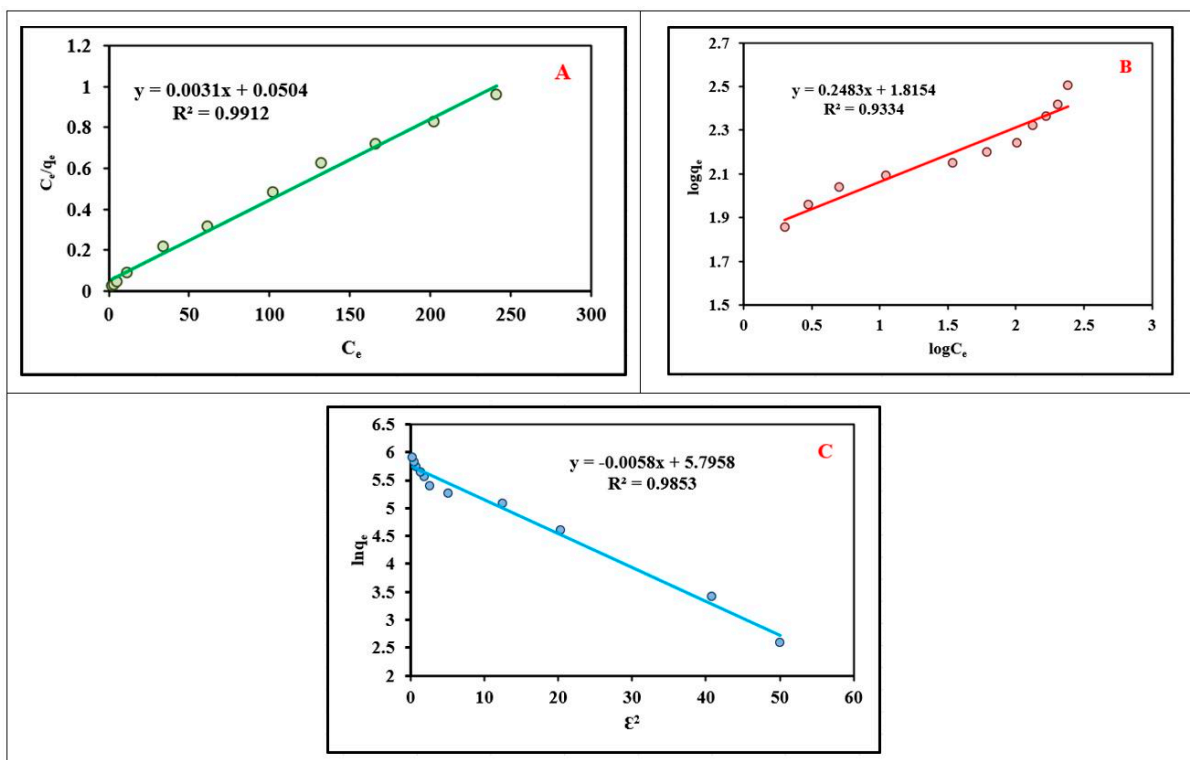 A
y = 0.0031x + 0.0504
R² = 0.9912
1.2
1
0.8
0.6
0.4
0.2
0
Cₑ/qₑ
0 50 100 150 200 250 300
Cₑ
B
y = 0.2483x + 1.8154
R² = 0.9334
2.7
2.5
2.3
2.1
1.9
1.7
1.5
logqₑ
0 0.5 1 1.5 2 2.5 3
logCₑ
C
y = -0.0058x + 5.7958
R² = 0.9853
6.5
6
5.5
5
4.5
4
3.5
3
2.5
2
lnqₑ
0 10 20 30 40 50 60
Ɛ²